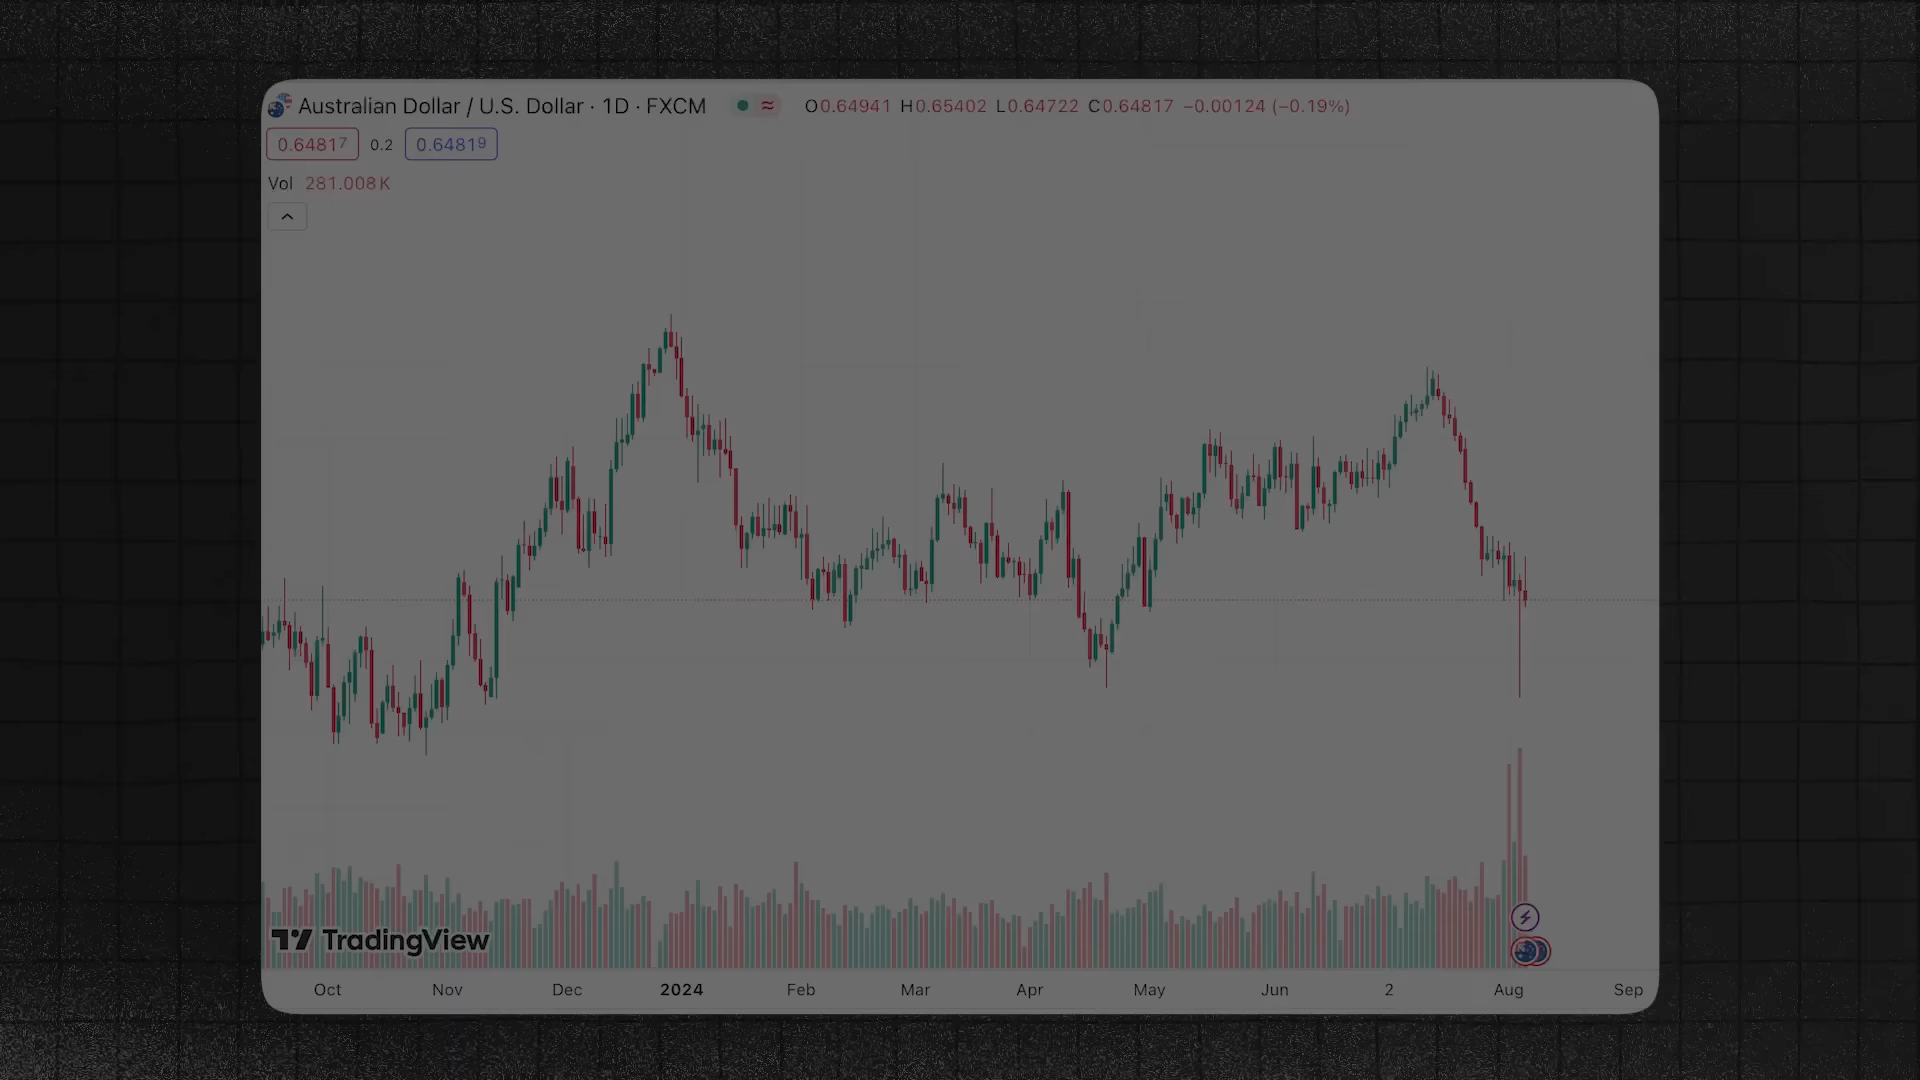 Australian Dollar / U.S. Dollar · 1D · FXCM O0.64941 H0.65402 L0.64722 C0.64817 −0.00124 (−0.19%)
0.64817 0.2 0.64819
Vol 281.008K
TradingView
Oct Nov Dec 2024 Feb Mar Apr May Jun 2 Aug Sep